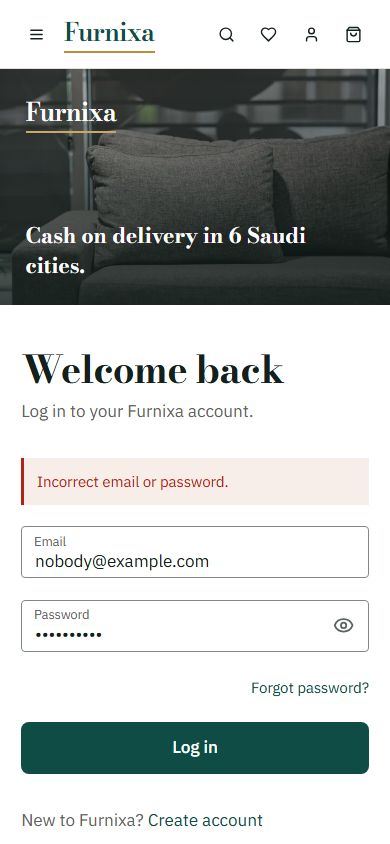 Furnixa
Furnixa
Cash on delivery in 6 Saudi
cities.
Welcome back
Log in to your Furnixa account.
Incorrect email or password.
Email
nobody@example.com
Password
••••••••••
Forgot password?
Log in
New to Furnixa? Create account